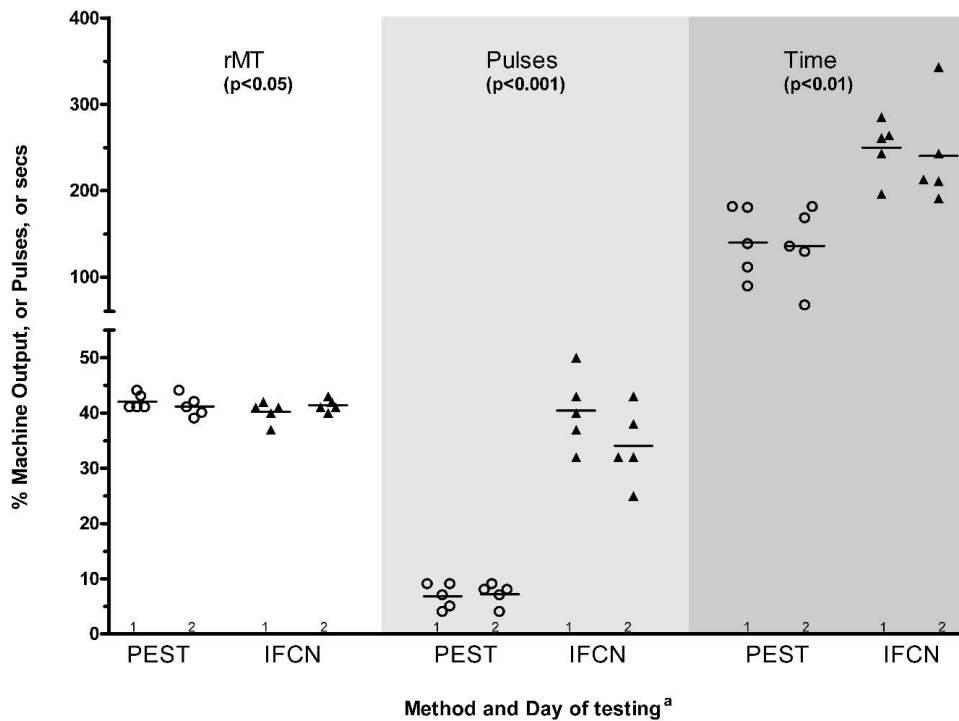 400
300
200
100
50
40
30
20
10
0
% Machine Output, or Pulses, or secs
rMT
(p<0.05)
Pulses
(p<0.001)
Time
(p<0.01)
1 2 1 2 1 2 1 2 1 2 1 2
PEST IFCN PEST IFCN PEST IFCN
Method and Day of testing a